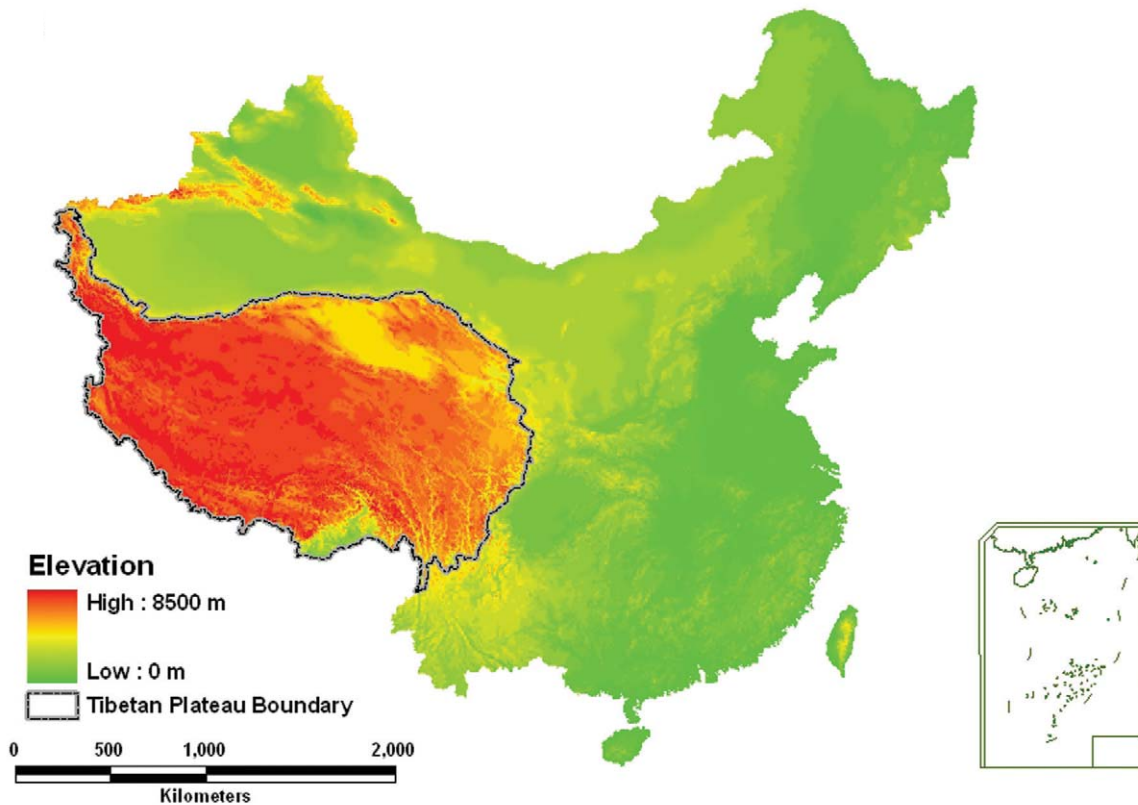 Elevation
High : 8500 m
Low : 0 m
Tibetan Plateau Boundary
0 500 1,000 2,000
Kilometers